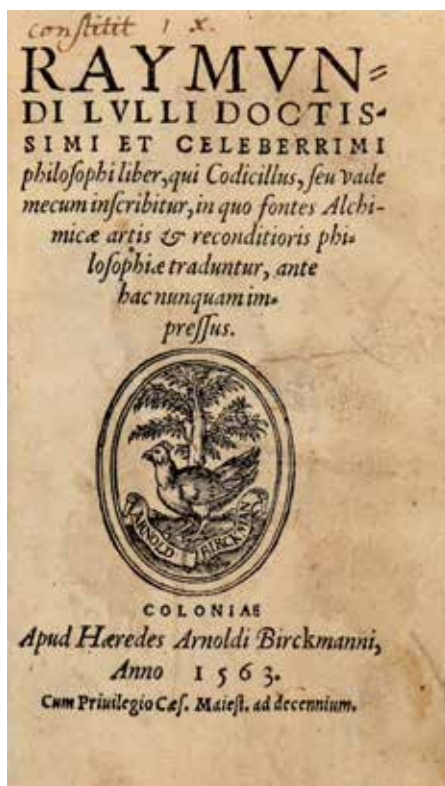 constitit 1 x.
RAYMVN=
DI LVLLI DOCTIS-
SIMI ET CELEBERRIMI
philoſophi liber, qui Codicillus, ſeu vade
mecum inſcribitur, in quo fontes Alchi-
micæ artis & reconditioris phi-
loſophiæ traduntur, ante
hac nunquam im-
preſſus.
ARNOLD BIRCKMAN
COLONIAE
Apud Hæredes Arnoldi Birckmanni,
Anno 1563.
Cum Priuilegio Cæſ. Maieſt. ad decennium.